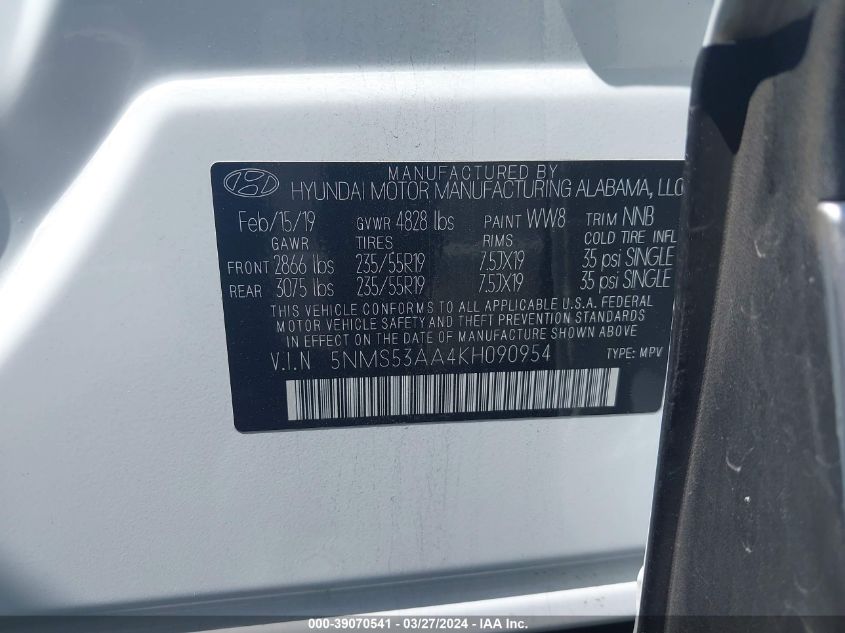 MANUFACTURED BY
HYUNDAI MOTOR MANUFACTURING ALABAMA, LLC
Feb/15/19 GVWR 4828 lbs PAINT WW8 TRIM NNB
GAWR TIRES RIMS COLD TIRE INFL
FRONT 2866 lbs 235/55R19 7.5JX19 35 psi SINGLE
REAR 3075 lbs 235/55R19 7.5JX19 35 psi SINGLE
THIS VEHICLE CONFORMS TO ALL APPLICABLE U.S.A. FEDERAL
MOTOR VEHICLE SAFETY AND THEFT PREVENTION STANDARDS
IN EFFECT ON THE DATE OF MANUFACTURE SHOWN ABOVE
V.I.N 5NMS53AA4KH090954 TYPE: MPV
000-39070541 - 03/27/2024 - IAA Inc.